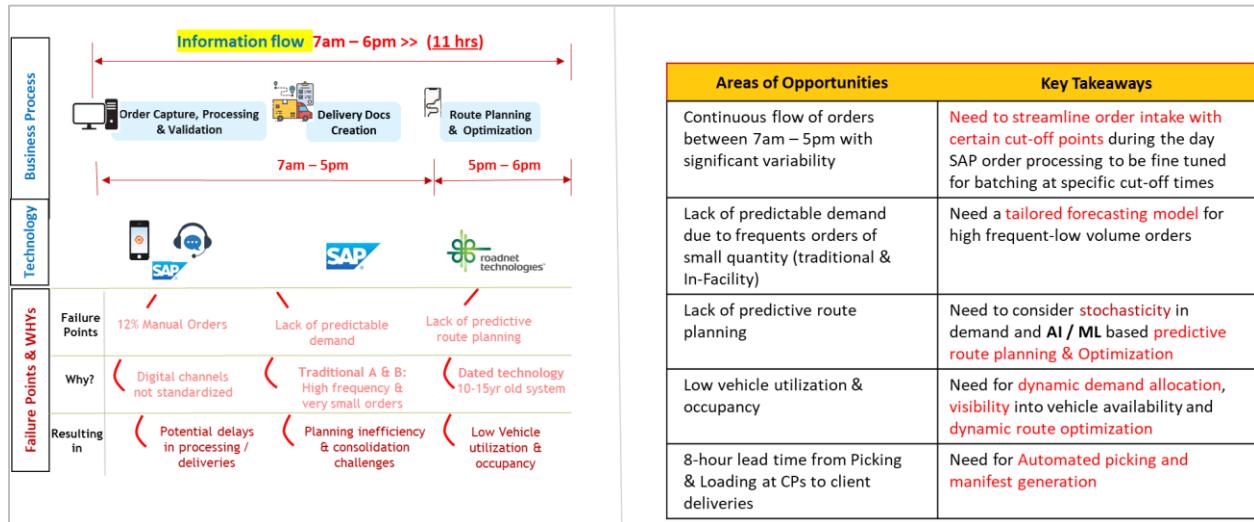 Information flow 7am – 6pm >> (11 hrs)
Business Process
Order Capture, Processing
& Validation
Delivery Docs
Creation
Route Planning
& Optimization
7am – 5pm
5pm – 6pm
Technology
SAP
SAP
roadnet
technologies
Failure Points & WHYs
Failure
Points
12% Manual Orders
Lack of predictable
demand
Lack of predictive
route planning
Why?
Digital channels
not standardized
Traditional A & B:
High frequency &
very small orders
Dated technology
10-15yr old system
Resulting
in
Potential delays
in processing /
deliveries
Planning inefficiency
& consolidation
challenges
Low Vehicle
utilization &
occupancy
Areas of Opportunities
Key Takeaways
Continuous flow of orders
between 7am – 5pm with
significant variability
Need to streamline order intake with
certain cut-off points during the day
SAP order processing to be fine tuned
for batching at specific cut-off times
Lack of predictable demand
due to frequents orders of
small quantity (traditional &
In-Facility)
Need a tailored forecasting model for
high frequent-low volume orders
Lack of predictive route
planning
Need to consider stochasticity in
demand and AI / ML based predictive
route planning & Optimization
Low vehicle utilization &
occupancy
Need for dynamic demand allocation,
visibility into vehicle availability and
dynamic route optimization
8-hour lead time from Picking
& Loading at CPs to client
deliveries
Need for Automated picking and
manifest generation